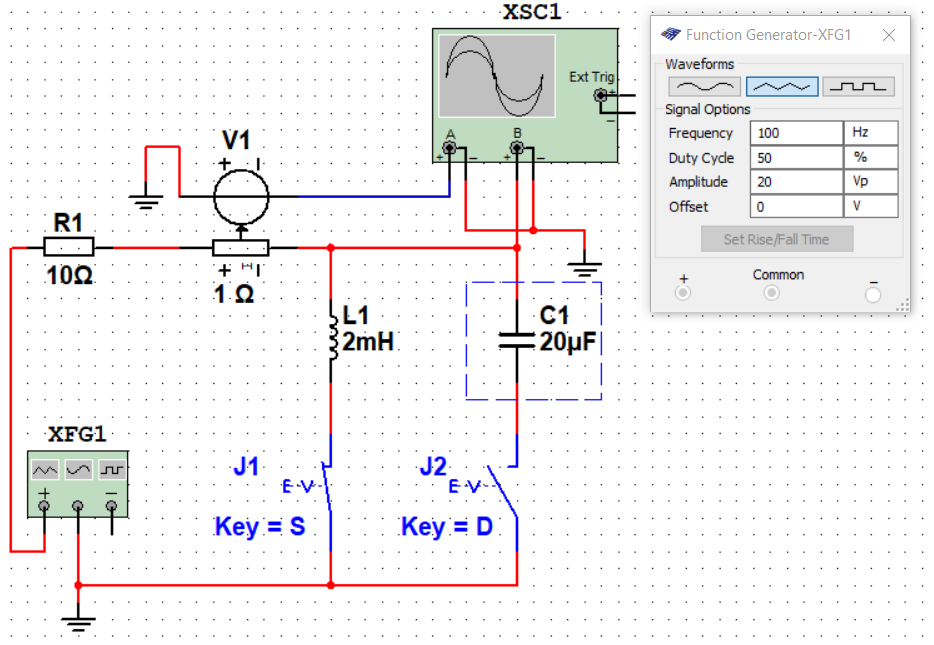 XSC1
Ext Trig
+
−
A
B
+ − + −
V1
+ −
R1
10Ω
+ −
1 Ω
L1
2mH
C1
20µF
XFG1
+ −
J1
Key = S
J2
Key = D
Function Generator-XFG1
Waveforms
Signal Options
Frequency 100 Hz
Duty Cycle 50 %
Amplitude 20 Vp
Offset 0 V
Set Rise/Fall Time
+ Common −